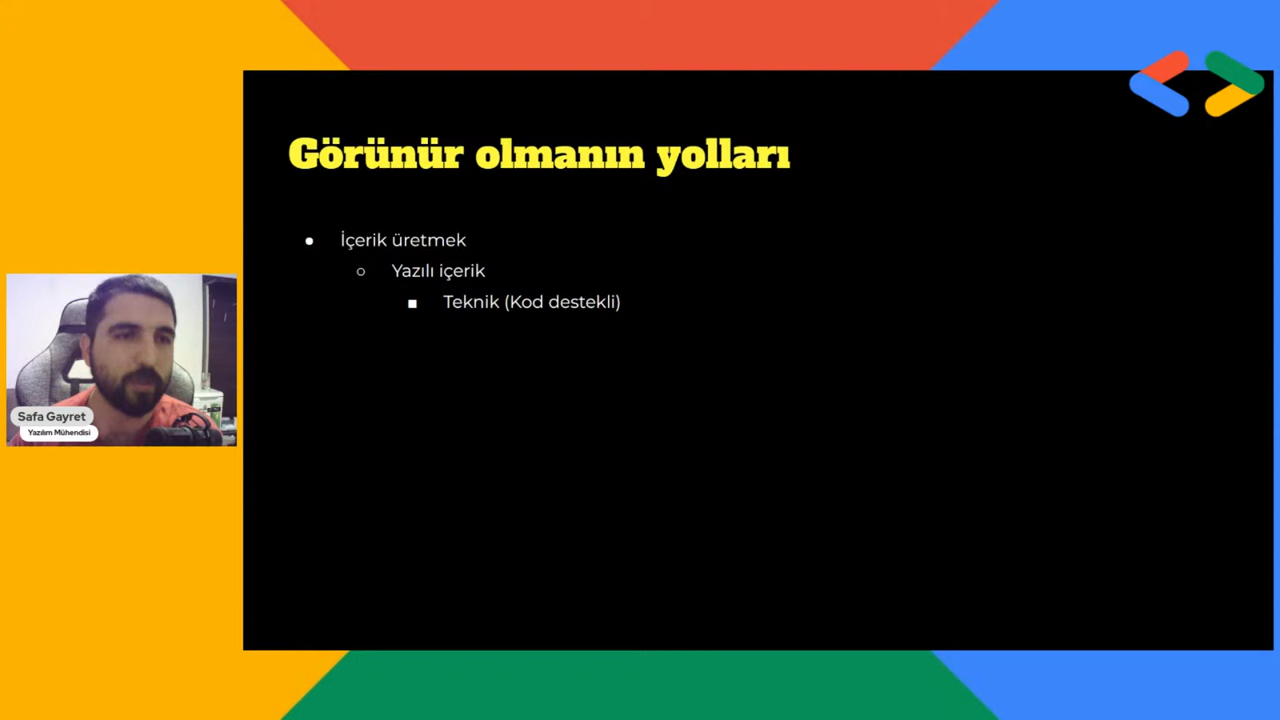 Görünür olmanın yolları
İçerik üretmek
Yazılı içerik
Teknik (Kod destekli)
Safa Gayret
Yazılım Mühendisi